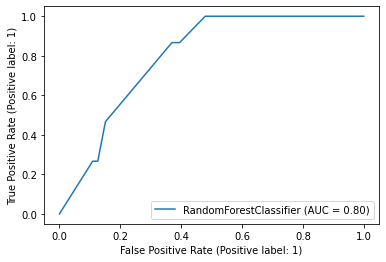 True Positive Rate (Positive label: 1)
1.0
0.8
0.6
0.4
0.2
0.0
RandomForestClassifier (AUC = 0.80)
0.0 0.2 0.4 0.6 0.8 1.0
False Positive Rate (Positive label: 1)